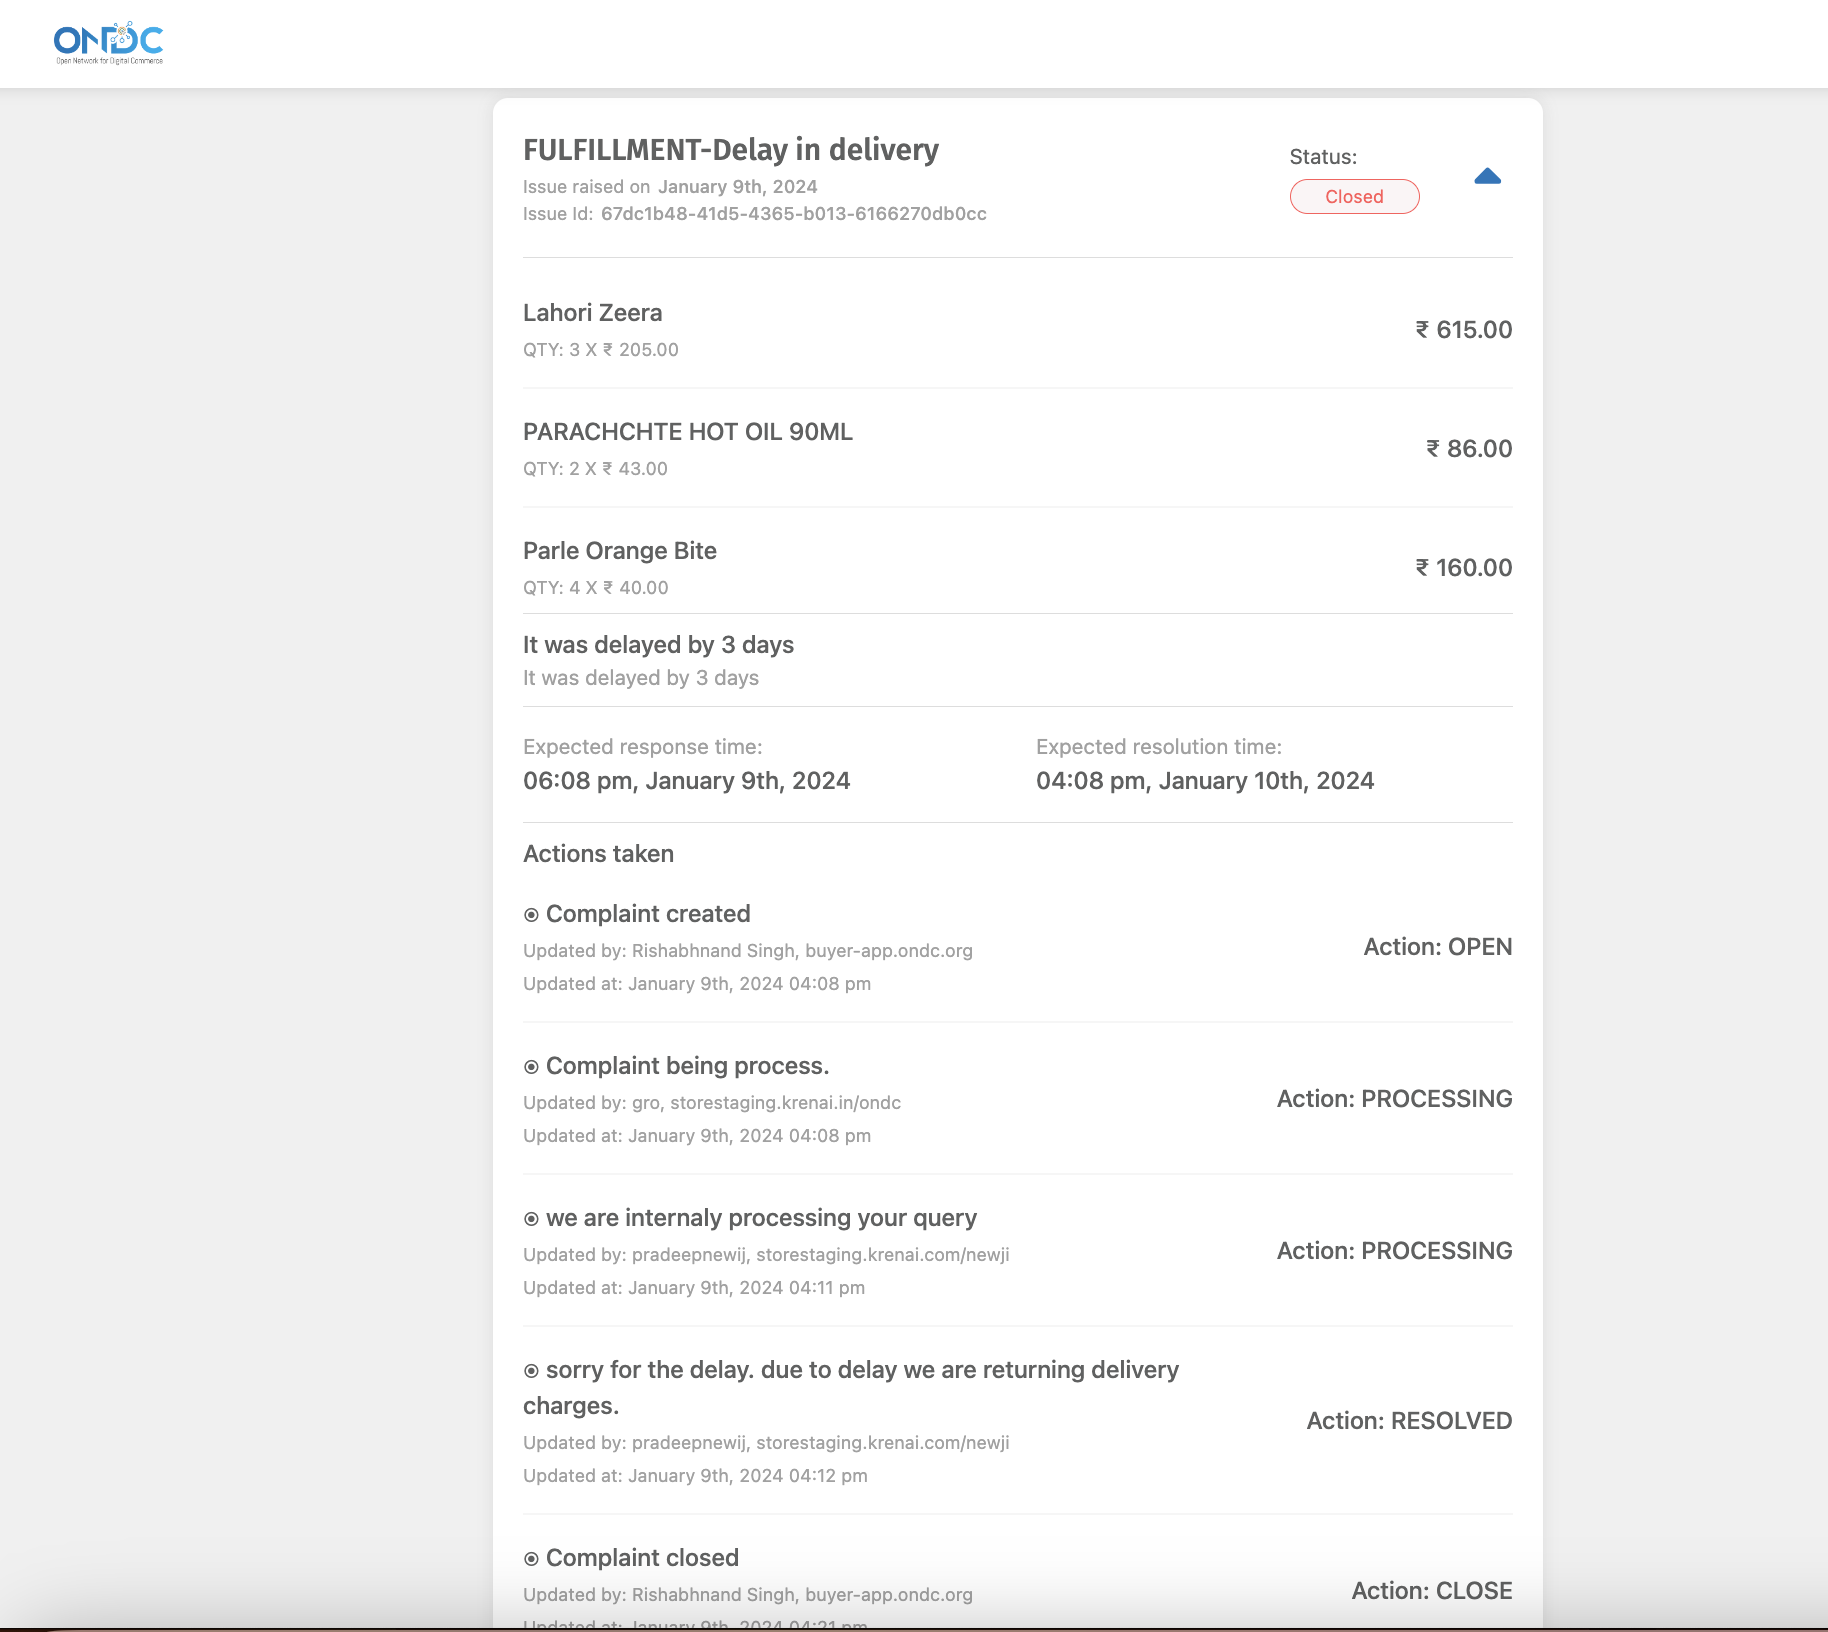 ONDC
Open Network for Digital Commerce
FULFILLMENT-Delay in delivery
Issue raised on January 9th, 2024
Issue Id: 67dc1b48-41d5-4365-b013-6166270db0cc
Status:
Closed
Lahori Zeera
QTY: 3 X ₹ 205.00
₹ 615.00
PARACHCHTE HOT OIL 90ML
QTY: 2 X ₹ 43.00
₹ 86.00
Parle Orange Bite
QTY: 4 X ₹ 40.00
₹ 160.00
It was delayed by 3 days
It was delayed by 3 days
Expected response time:
06:08 pm, January 9th, 2024
Expected resolution time:
04:08 pm, January 10th, 2024
Actions taken
Complaint created
Updated by: Rishabhnand Singh, buyer-app.ondc.org
Updated at: January 9th, 2024 04:08 pm
Action: OPEN
Complaint being process.
Updated by: gro, storestaging.krenai.in/ondc
Updated at: January 9th, 2024 04:08 pm
Action: PROCESSING
we are internaly processing your query
Updated by: pradeepnewij, storestaging.krenai.com/newji
Updated at: January 9th, 2024 04:11 pm
Action: PROCESSING
sorry for the delay. due to delay we are returning delivery
charges.
Updated by: pradeepnewij, storestaging.krenai.com/newji
Updated at: January 9th, 2024 04:12 pm
Action: RESOLVED
Complaint closed
Updated by: Rishabhnand Singh, buyer-app.ondc.org
Updated at: January 9th, 2024 04:21 pm
Action: CLOSE